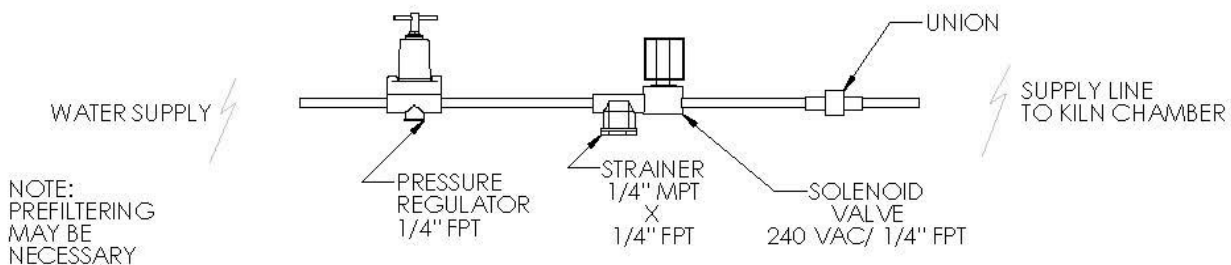 UNION
WATER SUPPLY
SUPPLY LINE
TO KILN CHAMBER
NOTE:
PREFILTERING
MAY BE
NECESSARY
PRESSURE
REGULATOR
1/4" FPT
STRAINER
1/4" MPT
X
1/4" FPT
SOLENOID
VALVE
240 VAC/ 1/4" FPT